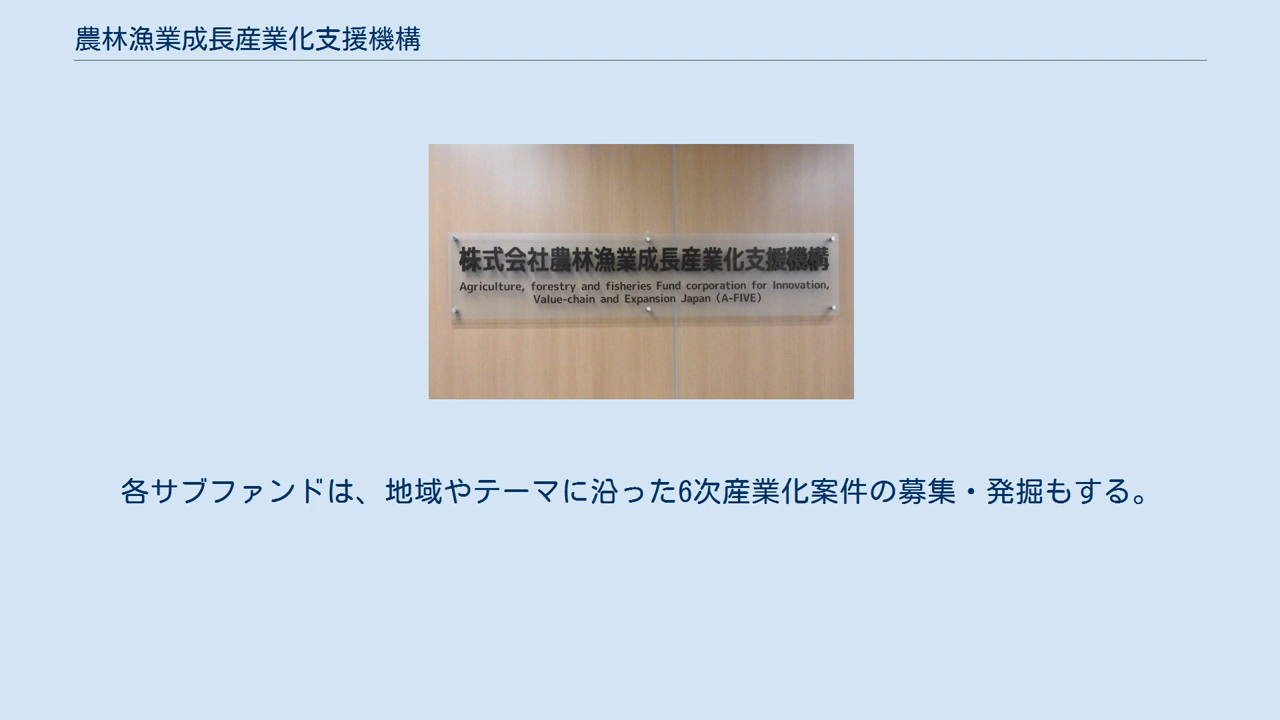 農林漁業成長産業化支援機構
株式会社農林漁業成長産業化支援機構
Agriculture, forestry and fisheries Fund corporation for Innovation,
Value-chain and Expansion Japan (A-FIVE)
各サブファンドは、地域やテーマに沿った6次産業化案件の募集・発掘もする。